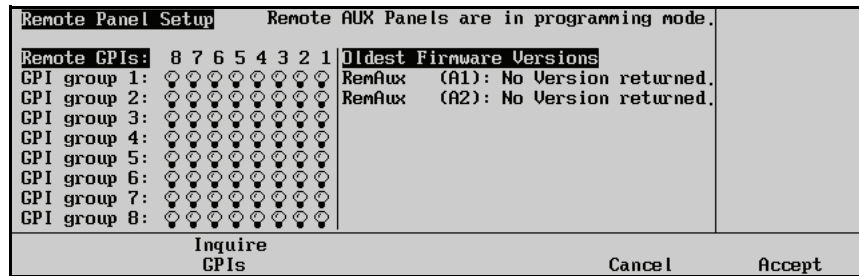 Remote Panel Setup Remote AUX Panels are in programming mode.
Remote GPIs: 8 7 6 5 4 3 2 1 Oldest Firmware Versions
GPI group 1: RemAux (A1): No Version returned.
GPI group 2: RemAux (A2): No Version returned.
GPI group 3:
GPI group 4:
GPI group 5:
GPI group 6:
GPI group 7:
GPI group 8:
Inquire
GPIs Cancel Accept